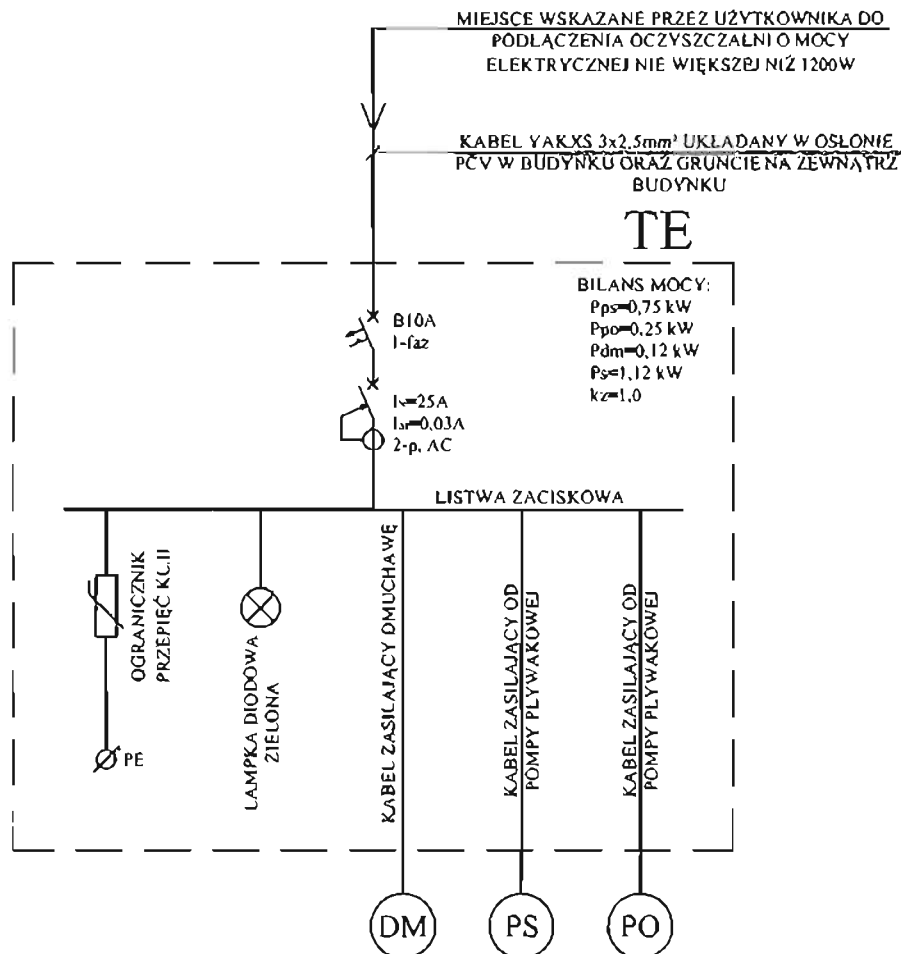 MIEJSCE WSKAZANE PRZEZ UŻYTKOWNIKA DO
PODŁĄCZENIA OCZYSZCZALNI O MOCY
ELEKTRYCZNEJ NIE WIĘKSZEJ NIŻ 1200W
KABEL YAKXS 3x2,5mm² UKŁADANY W OSŁONIE
PCV W BUDYNKU ORAZ GRUNCIE NA ZEWNĄTRZ
BUDYNKU
TE
BILANS MOCY:
Pps=0,75 kW
Ppo=0,25 kW
Pdm=0,12 kW
Ps=1,12 kW
kz=1,0
B10A
1-faz
=25A
=0,03A
2-p, AC
LISTWA ZACISKOWA
OGRANICZNIK
PRZEPIĘĆ KL.II
PE
LAMPKA DIODOWA
ZIELONA
KABEL ZASILAJĄCY DMUCHAWĘ
KABEL ZASILAJĄCY OD
POMPY PŁYWAKOWEJ
KABEL ZASILAJĄCY OD
POMPY PŁYWAKOWEJ
DM
PS
PO